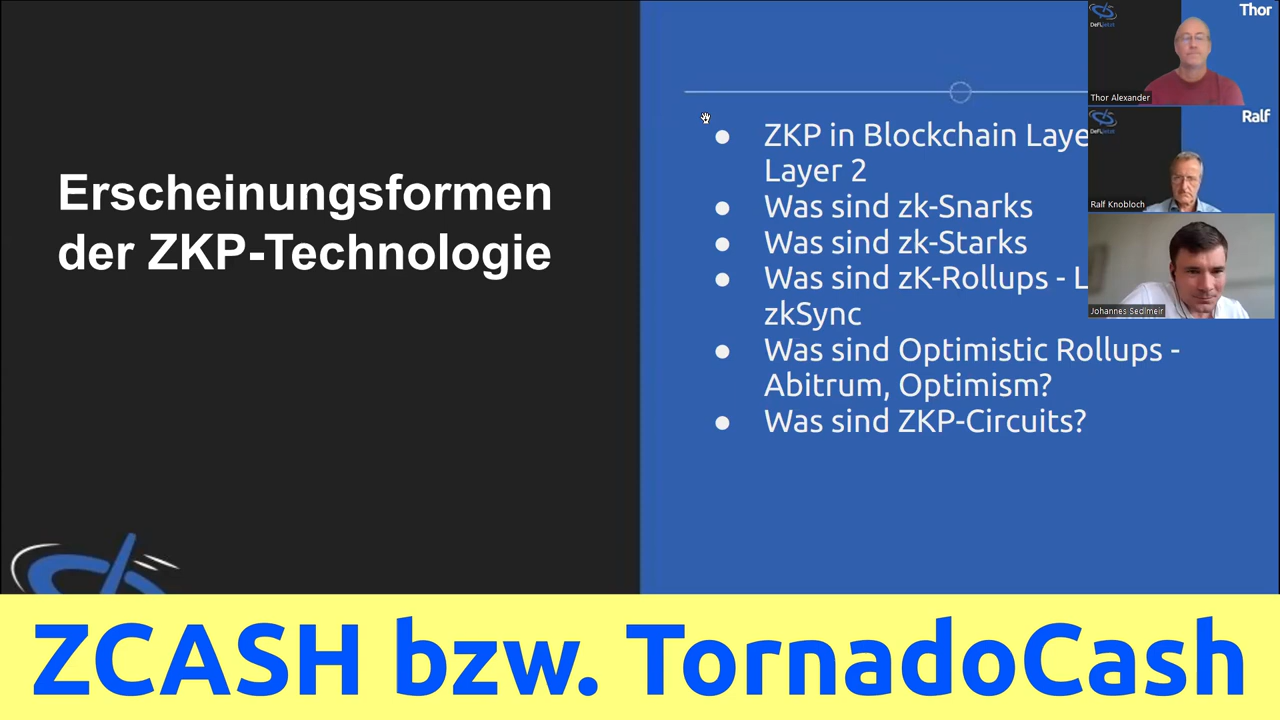 Erscheinungsformen
der ZKP-Technologie
ZKP in Blockchain Laye
Layer 2
Was sind zk-Snarks
Was sind zk-Starks
Was sind zK-Rollups - L
zkSync
Was sind Optimistic Rollups -
Abitrum, Optimism?
Was sind ZKP-Circuits?
Thor
Thor Alexander
Ralf
Ralf Knobloch
Johannes Sedlmeir
ZCASH bzw. TornadoCash